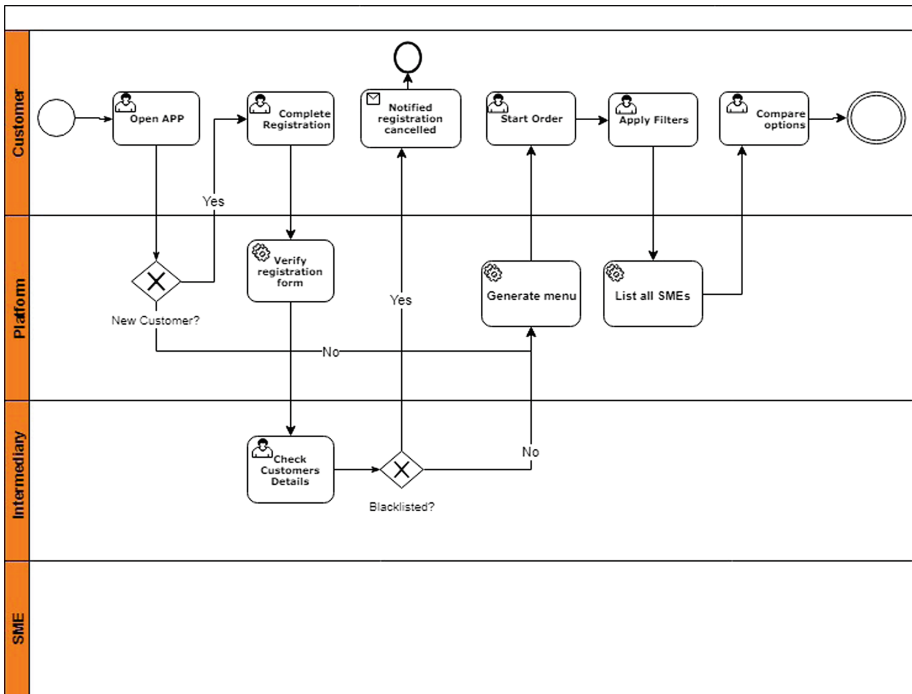 Customer
Open APP
Complete
Registration
Notified
registration
cancelled
Start Order
Apply Filters
Compare
options
Yes
Platform
New Customer?
Verify
registration
form
Yes
Generate menu
List all SMEs
No
Intermediary
Check
Customers
Details
Blacklisted?
No
SME